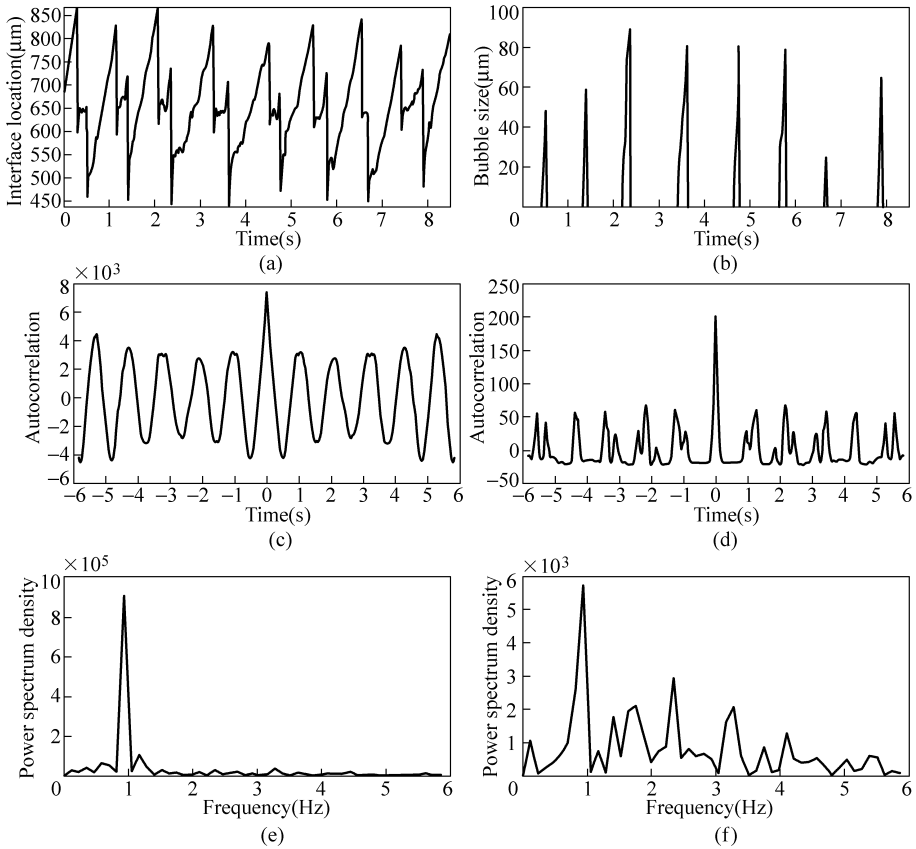 Interface location(μm)
850
800
750
700
650
600
550
500
450
0 1 2 3 4 5 6 7 8
Time(s)
(a)
Bubble size(μm)
100
80
60
40
20
0 1 2 3 4 5 6 7 8
Time(s)
(b)
×10³
Autocorrelation
8
6
4
2
0
−2
−4
−6
−6 −5 −4 −3 −2 −1 0 1 2 3 4 5 6
Time(s)
(c)
Autocorrelation
250
200
150
100
50
0
−50
−6 −5 −4 −3 −2 −1 0 1 2 3 4 5 6
Time(s)
(d)
×10⁵
Power spectrum density
10
8
6
4
2
0 1 2 3 4 5 6
Frequency(Hz)
(e)
×10³
Power spectrum density
6
5
4
3
2
1
0 1 2 3 4 5 6
Frequency(Hz)
(f)